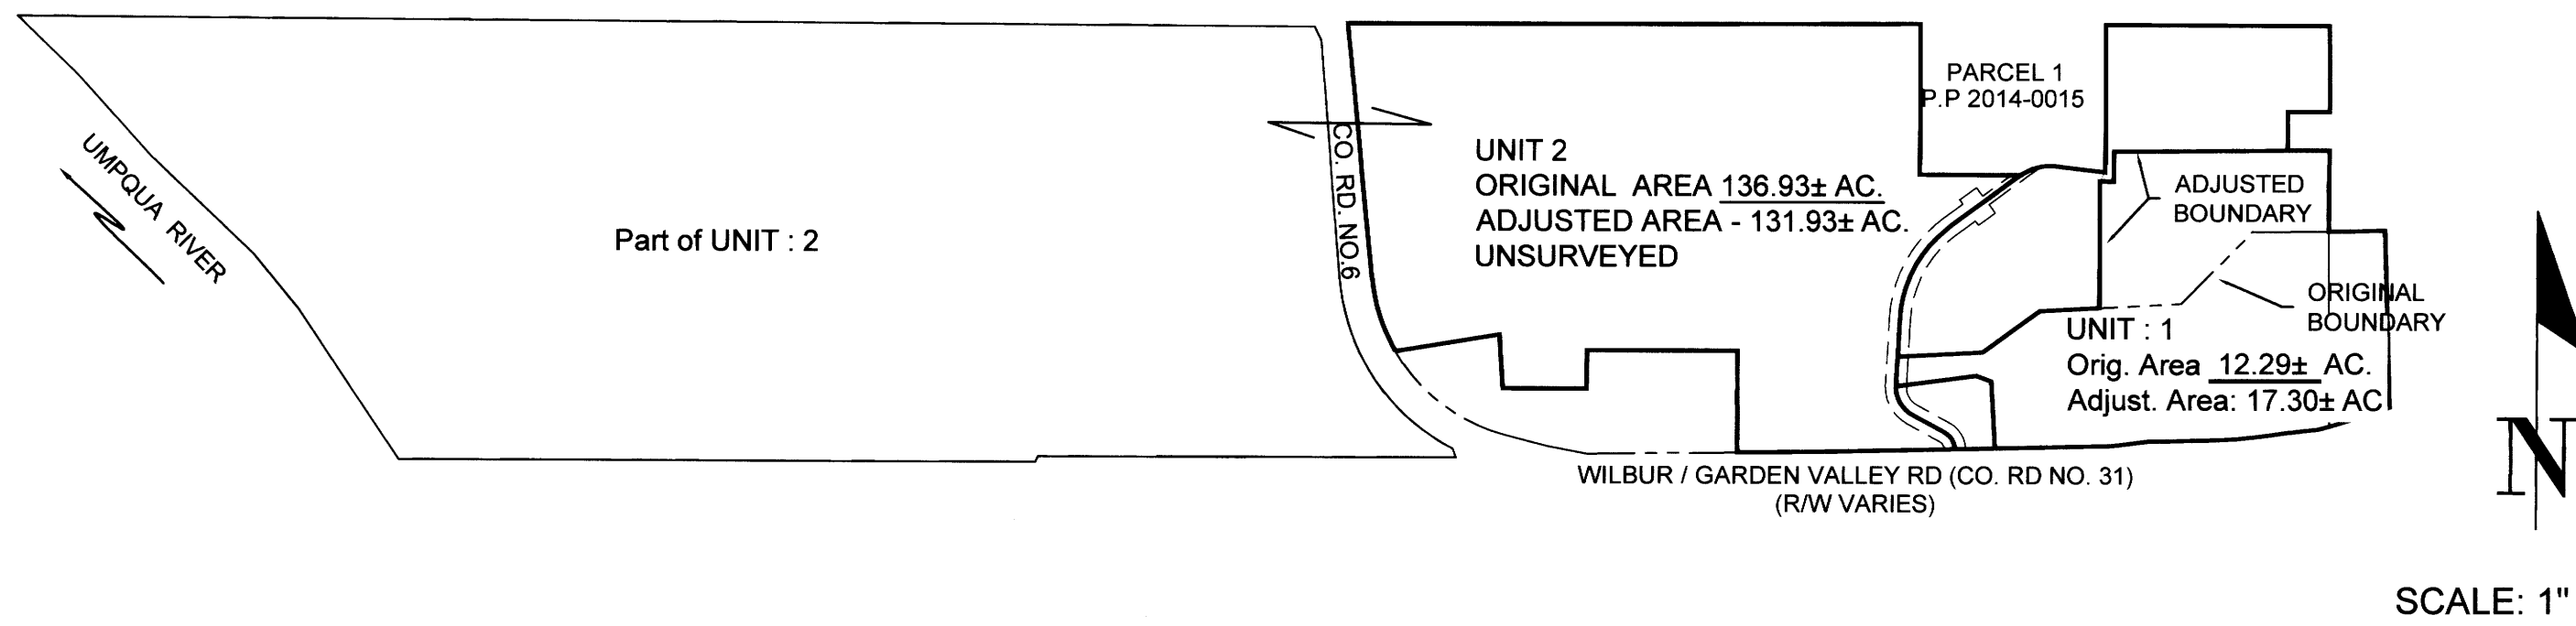 PARCEL 1
P.P 2014-0015
UNIT 2
ORIGINAL AREA 136.93± AC.
ADJUSTED AREA - 131.93± AC.
UNSURVEYED
ADJUSTED
BOUNDARY
UMPQUA RIVER
Part of UNIT : 2
CO. RD. NO.6
ORIGINAL
BOUNDARY
UNIT : 1
Orig. Area 12.29± AC.
Adjust. Area: 17.30± AC
WILBUR / GARDEN VALLEY RD (CO. RD NO. 31)
(R/W VARIES)
N
SCALE: 1"